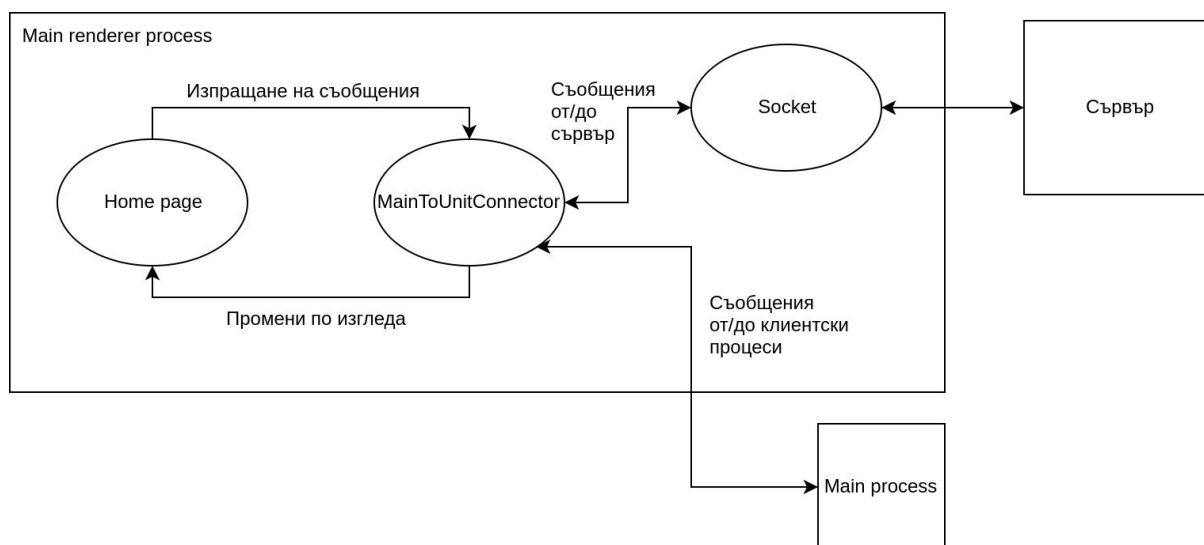 Main renderer process
Изпращане на съобщения
Съобщения
от/до
сървър
Socket
Сървър
Home page
MainToUnitConnector
Промени по изгледа
Съобщения
от/до клиентски
процеси
Main process